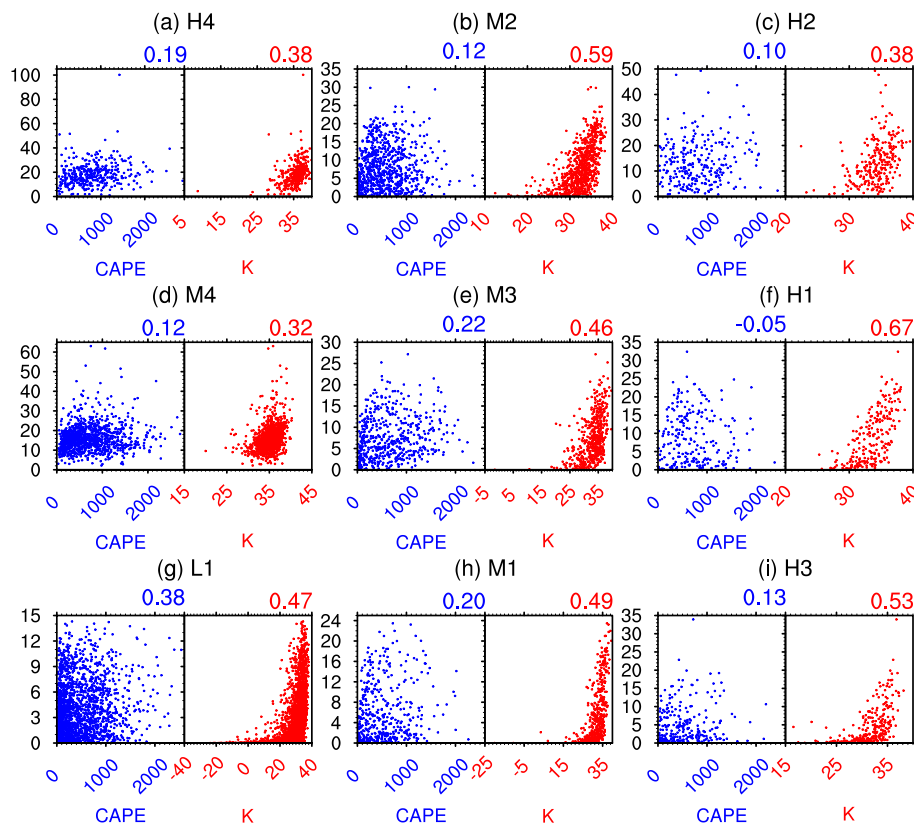 (a) H4
0.19 0.38
100
80
60
40
20
0
0 1000 2000 5 15 25 35
CAPE K
(b) M2
0.12 0.59
35
30
25
20
15
10
5
0
0 1000 2000 10 20 30 40
CAPE K
(c) H2
0.10 0.38
50
40
30
20
10
0
0 1000 2000 20 30 40
CAPE K
(d) M4
0.12 0.32
60
50
40
30
20
10
0
0 1000 2000 15 25 35 45
CAPE K
(e) M3
0.22 0.46
30
25
20
15
10
5
0
0 1000 2000 -5 5 15 25 35
CAPE K
(f) H1
-0.05 0.67
35
30
25
20
15
10
5
0
0 1000 2000 20 30 40
CAPE K
(g) L1
0.38 0.47
15
12
9
6
3
0
0 1000 2000 -40 -20 0 20 40
CAPE K
(h) M1
0.20 0.49
24
20
16
12
8
4
0
0 1000 2000 -25 -5 15 35
CAPE K
(i) H3
0.13 0.53
35
30
25
20
15
10
5
0
0 1000 2000 15 25 35
CAPE K